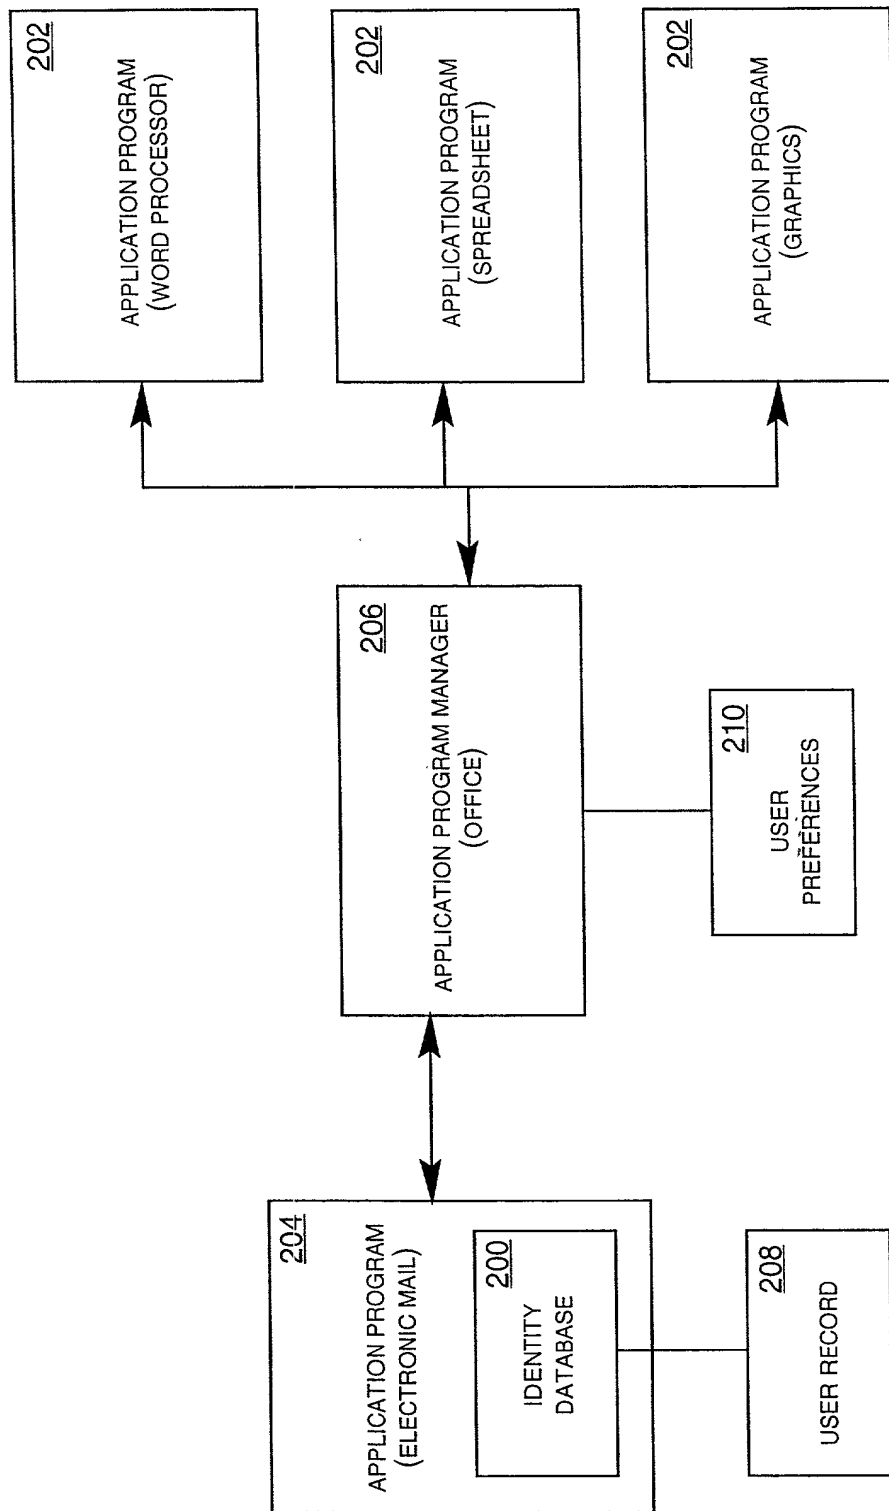 204
APPLICATION PROGRAM
(ELECTRONIC MAIL)
200
IDENTITY
DATABASE
208
USER RECORD
206
APPLICATION PROGRAM MANAGER
(OFFICE)
210
USER
PREFERENCES
202
APPLICATION PROGRAM
(WORD PROCESSOR)
202
APPLICATION PROGRAM
(SPREADSHEET)
202
APPLICATION PROGRAM
(GRAPHICS)